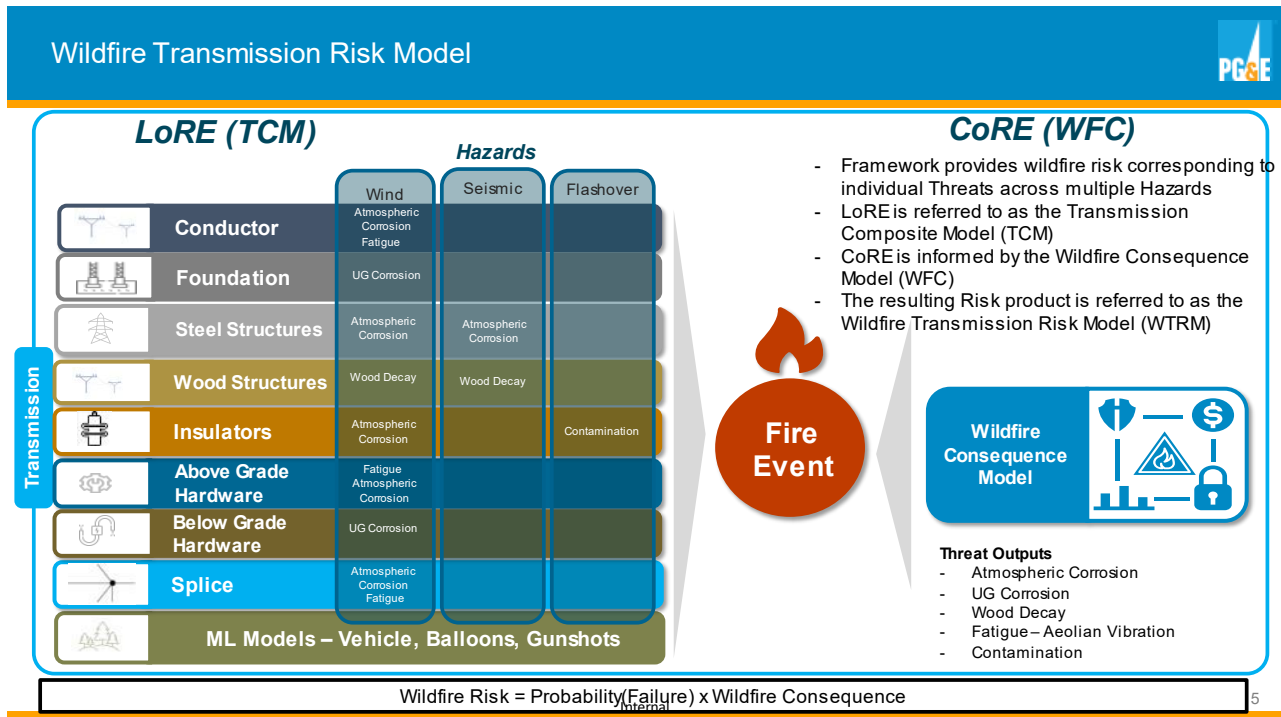 Wildfire Transmission Risk Model
PG&E
LoRE (TCM)
Hazards
Wind
Seismic
Flashover
Transmission
Conductor
Atmospheric
Corrosion
Fatigue
Foundation
UG Corrosion
Steel Structures
Atmospheric
Corrosion
Atmospheric
Corrosion
Wood Structures
Wood Decay
Wood Decay
Insulators
Atmospheric
Corrosion
Contamination
Above Grade
Hardware
Fatigue
Atmospheric
Corrosion
Below Grade
Hardware
UG Corrosion
Splice
Atmospheric
Corrosion
Fatigue
ML Models – Vehicle, Balloons, Gunshots
Fire
Event
CoRE (WFC)
- Framework provides wildfire risk corresponding to
individual Threats across multiple Hazards
- LoRE is referred to as the Transmission
Composite Model (TCM)
- CoRE is informed by the Wildfire Consequence
Model (WFC)
- The resulting Risk product is referred to as the
Wildfire Transmission Risk Model (WTRM)
Wildfire
Consequence
Model
$
Threat Outputs
- Atmospheric Corrosion
- UG Corrosion
- Wood Decay
- Fatigue – Aeolian Vibration
- Contamination
Wildfire Risk = Probability(Failure) x Wildfire Consequence
Internal
5